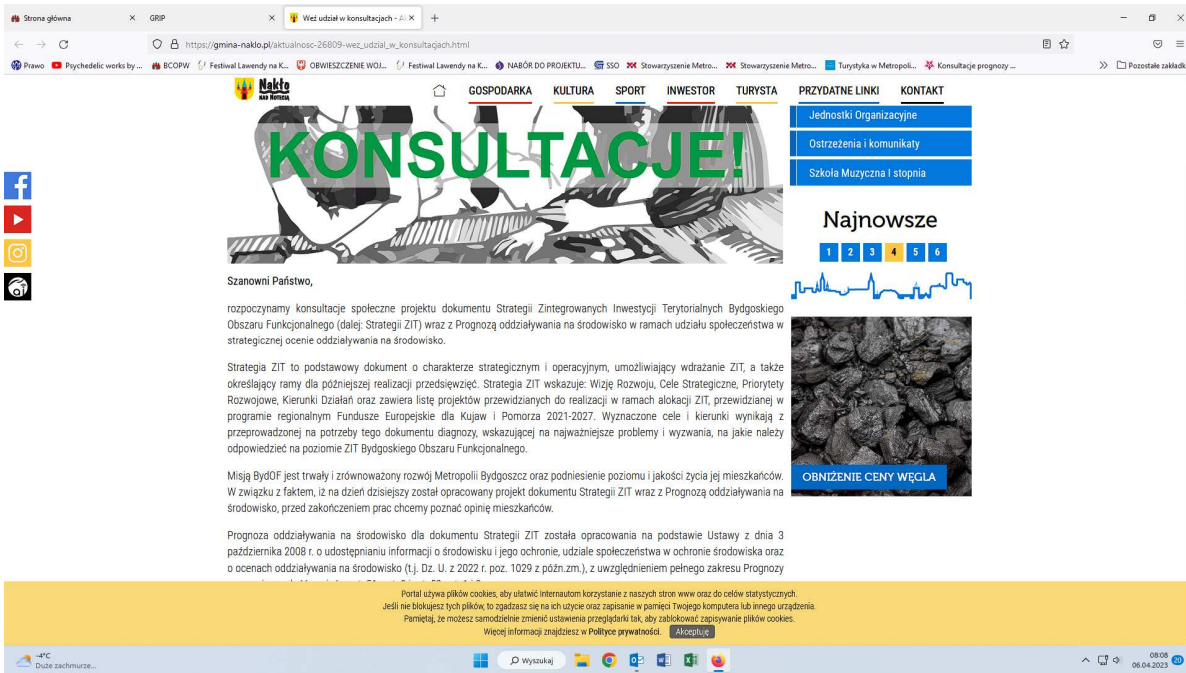 Strona główna
GRIP
Weź udział w konsultacjach - A
https://gmina-naklo.pl/aktualnosc-26809-wez_udzial_w_konsultacjach.html
Prawo
Psychedelic works by ...
BCOPW
Festiwal Lawendy na K...
OBWIESZCZENIE WOJ...
Festiwal Lawendy na K...
NABÓR DO PROJEKTU...
SSO
Stowarzyszenie Metro...
Stowarzyszenie Metro...
Turystyka w Metropoli...
Konsultacje prognozy ...
Pozostałe zakładk
Nakło
NAD NOTECIĄ
GOSPODARKA
KULTURA
SPORT
INWESTOR
TURYSTA
PRZYDATNE LINKI
KONTAKT
KONSULTACJE!
Jednostki Organizacyjne
Ostrzeżenia i komunikaty
Szkoła Muzyczna I stopnia
Najnowsze
1 2 3 4 5 6
OBNIŻENIE CENY WĘGLA
Szanowni Państwo,
rozpoczynamy konsultacje społeczne projektu dokumentu Strategii Zintegrowanych Inwestycji Terytorialnych Bydgoskiego
Obszaru Funkcjonalnego (dalej: Strategii ZIT) wraz z Prognozą oddziaływania na środowisko w ramach udziału społeczeństwa w
strategicznej ocenie oddziaływania na środowisko.
Strategia ZIT to podstawowy dokument o charakterze strategicznym i operacyjnym, umożliwiający wdrażanie ZIT, a także
określający ramy dla późniejszej realizacji przedsięwzięć. Strategia ZIT wskazuje: Wizję Rozwoju, Cele Strategiczne, Priorytety
Rozwojowe, Kierunki Działań oraz zawiera listę projektów przewidzianych do realizacji w ramach alokacji ZIT, przewidzianej w
programie regionalnym Fundusze Europejskie dla Kujaw i Pomorza 2021-2027. Wyznaczone cele i kierunki wynikają z
przeprowadzonej na potrzeby tego dokumentu diagnozy, wskazującej na najważniejsze problemy i wyzwania, na jakie należy
odpowiedzieć na poziomie ZIT Bydgoskiego Obszaru Funkcjonalnego.
Misją BydOF jest trwały i zrównoważony rozwój Metropolii Bydgoszcz oraz podniesienie poziomu i jakości życia jej mieszkańców.
W związku z faktem, iż na dzień dzisiejszy został opracowany projekt dokumentu Strategii ZIT wraz z Prognozą oddziaływania na
środowisko, przed zakończeniem prac chcemy poznać opinię mieszkańców.
Prognoza oddziaływania na środowisko dla dokumentu Strategii ZIT została opracowania na podstawie Ustawy z dnia 3
października 2008 r. o udostępnianiu informacji o środowisku i jego ochronie, udziale społeczeństwa w ochronie środowiska oraz
o ocenach oddziaływania na środowisko (t.j. Dz. U. z 2022 r. poz. 1029 z późn.zm.), z uwzględnieniem pełnego zakresu Prognozy
Portal używa plików cookies, aby ułatwić Internautom korzystanie z naszych stron www oraz do celów statystycznych.
Jeśli nie blokujesz tych plików, to zgadzasz się na ich użycie oraz zapisanie w pamięci Twojego komputera lub innego urządzenia.
Pamiętaj, że możesz samodzielnie zmienić ustawienia przeglądarki tak, aby zablokować zapisywanie plików cookies.
Więcej informacji znajdziesz w Polityce prywatności. Akceptuję
-4°C
Duże zachmurze...
Wyszukaj
08:08
06.04.2023
20